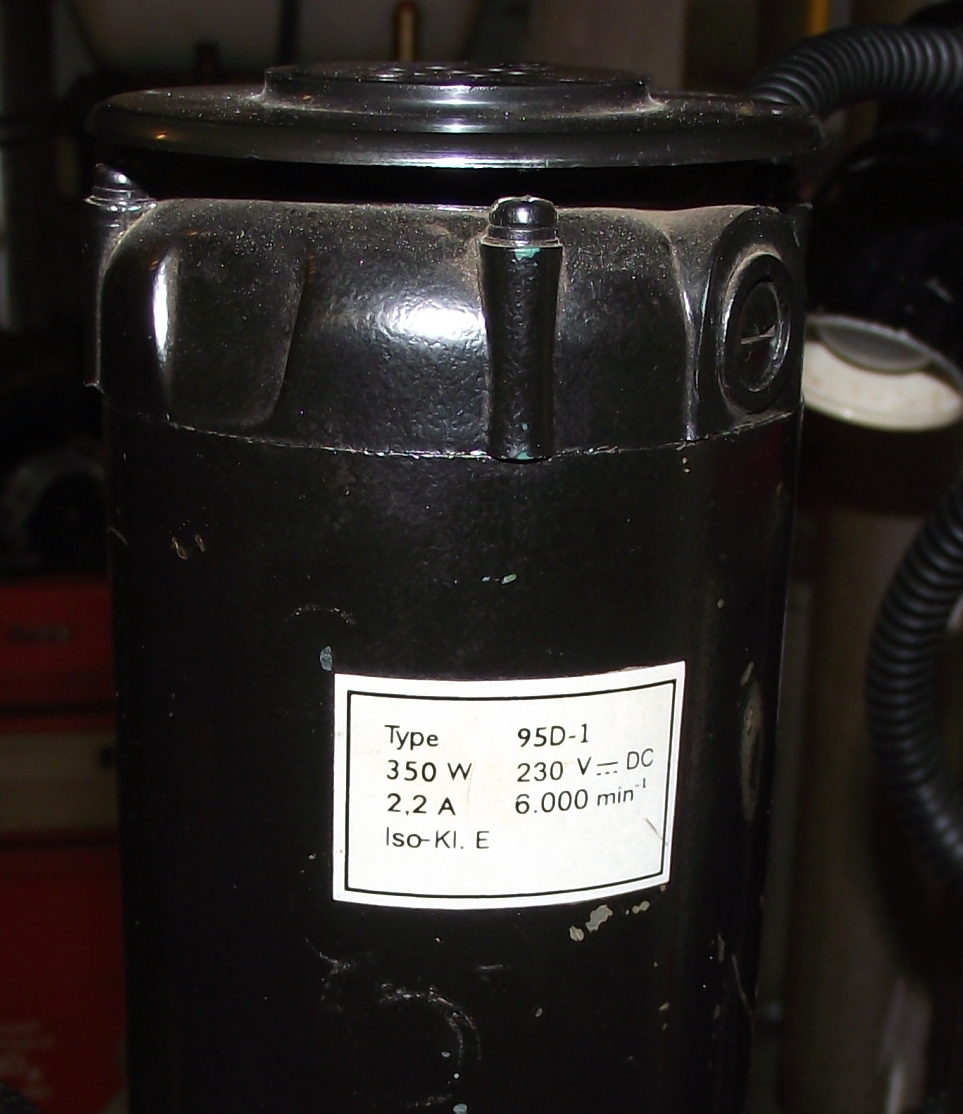 Type 95D-1
350 W 230 V⎓ DC
2,2 A 6.000 min⁻¹
Iso-Kl. E